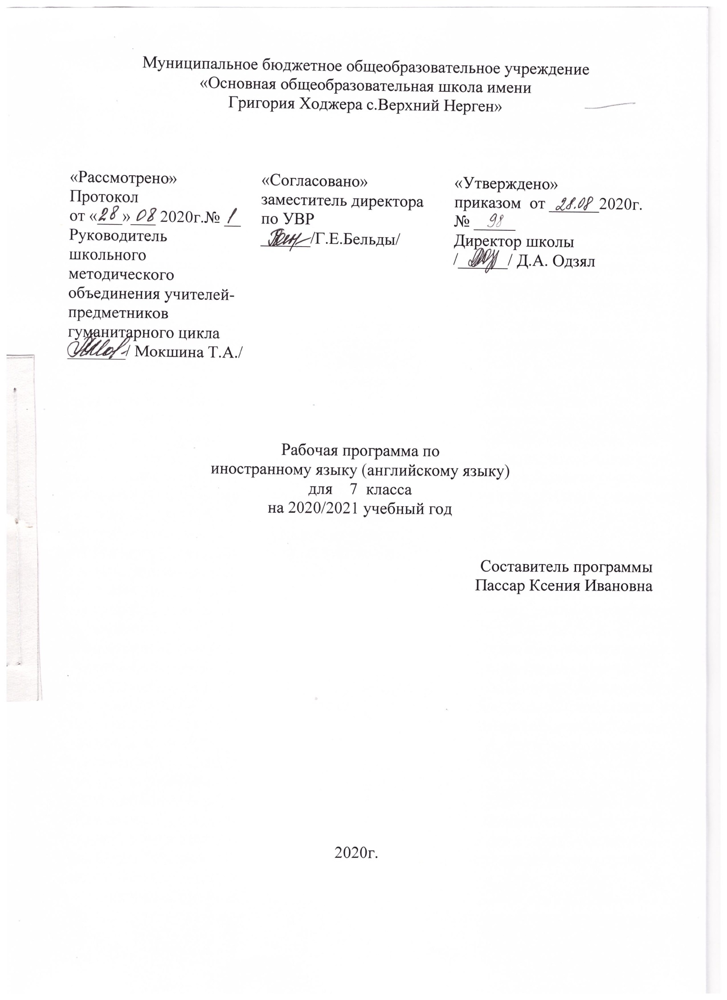 Муниципальное бюджетное общеобразовательное учреждение
«Основная общеобразовательная школа имени
Григория Ходжера с.Верхний Нерген»
«Рассмотрено»
Протокол
от «28» 08 2020г.№ 1
Руководитель
школьного
методического
объединения учителей-
предметников
гуманитарного цикла
/ Мокшина Т.А./
«Согласовано»
заместитель директора
по УВР
/Г.Е.Бельды/
«Утверждено»
приказом от 28.08 2020г.
№ 98
Директор школы
/ / Д.А. Одзял
Рабочая программа по
иностранному языку (английскому языку)
для 7 класса
на 2020/2021 учебный год
Составитель программы
Пассар Ксения Ивановна
2020г.